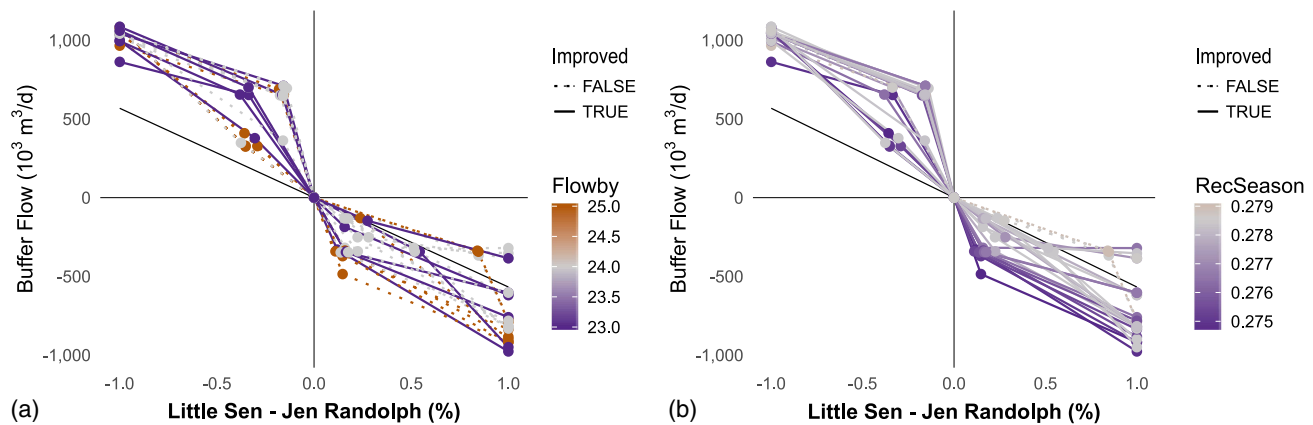 1,000
500
0
-500
-1,000
Buffer Flow (10³ m³/d)
-1.0 -0.5 0.0 0.5 1.0
Little Sen - Jen Randolph (%)
(a)
Improved
FALSE
TRUE
Flowby
25.0
24.5
24.0
23.5
23.0
1,000
500
0
-500
-1,000
Buffer Flow (10³ m³/d)
-1.0 -0.5 0.0 0.5 1.0
Little Sen - Jen Randolph (%)
(b)
Improved
FALSE
TRUE
RecSeason
0.279
0.278
0.277
0.276
0.275